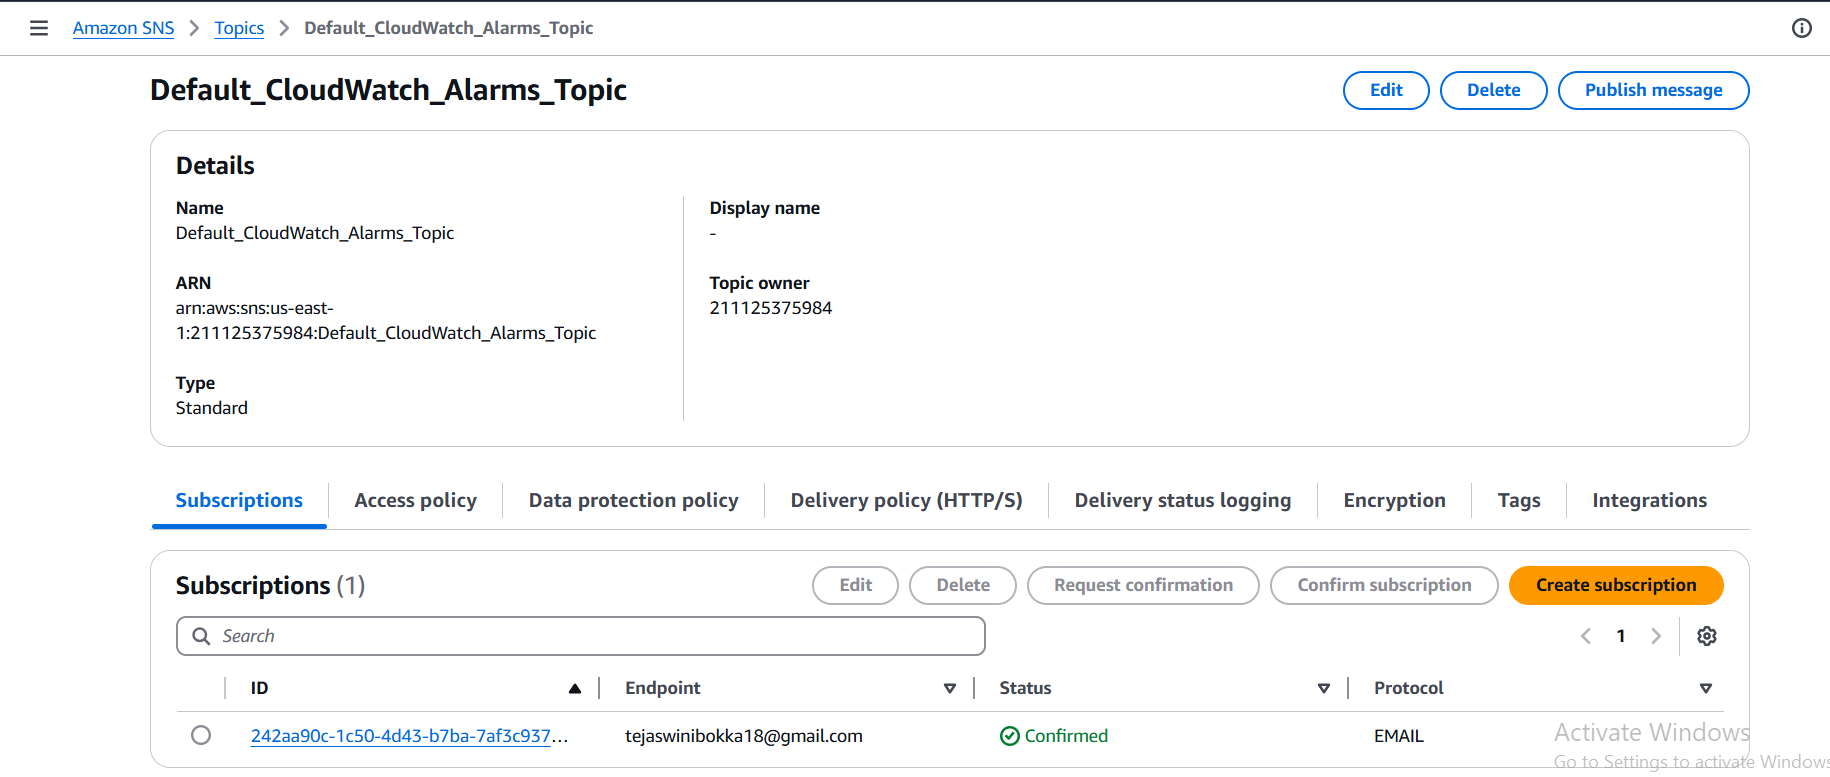 Amazon SNS > Topics > Default_CloudWatch_Alarms_Topic
Default_CloudWatch_Alarms_Topic
Edit
Delete
Publish message
Details
Name
Default_CloudWatch_Alarms_Topic
Display name
-
ARN
arn:aws:sns:us-east-
1:211125375984:Default_CloudWatch_Alarms_Topic
Topic owner
211125375984
Type
Standard
Subscriptions
Access policy
Data protection policy
Delivery policy (HTTP/S)
Delivery status logging
Encryption
Tags
Integrations
Subscriptions (1)
Edit
Delete
Request confirmation
Confirm subscription
Create subscription
Search
1
ID
Endpoint
Status
Protocol
242aa90c-1c50-4d43-b7ba-7af3c937...
tejaswinibokka18@gmail.com
Confirmed
EMAIL
Activate Windows
Go to Settings to activate Windows